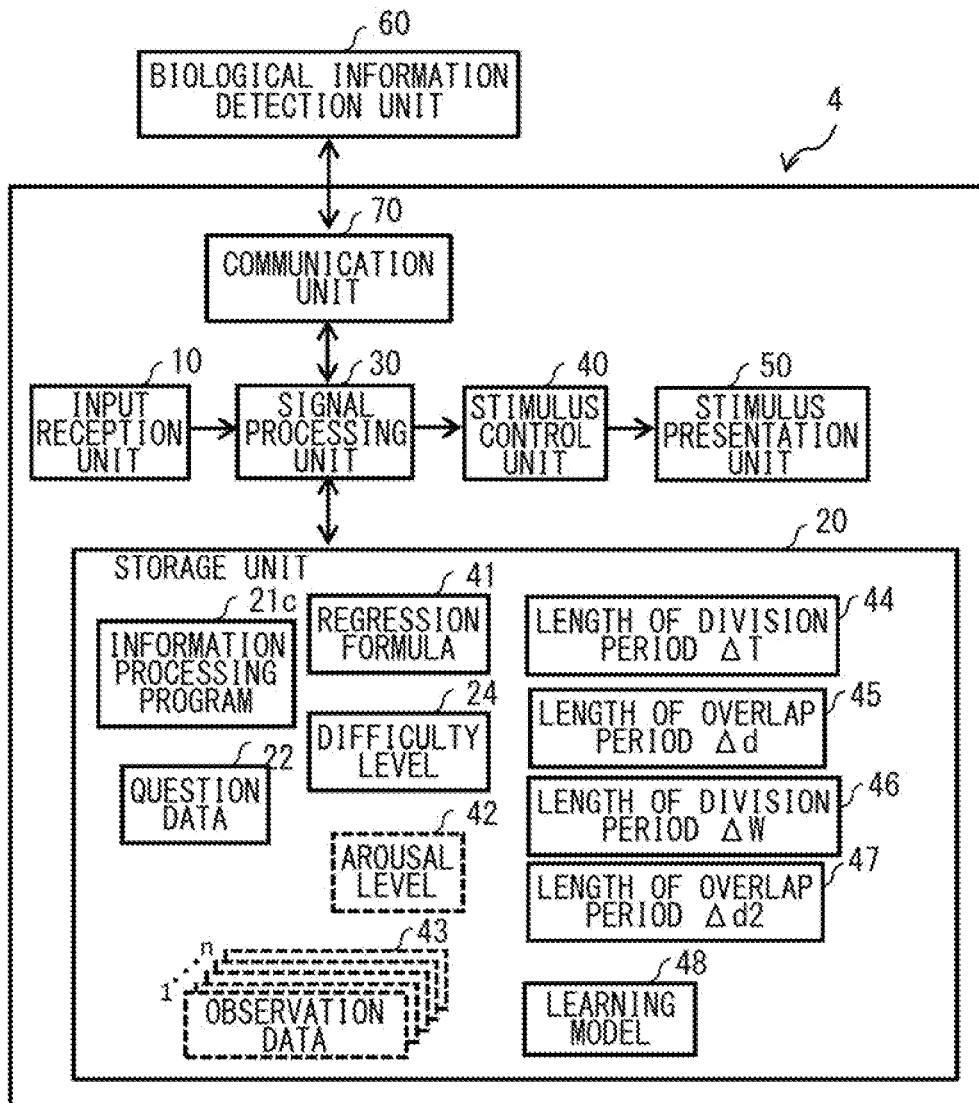 60
BIOLOGICAL INFORMATION
DETECTION UNIT
4
70
COMMUNICATION
UNIT
10
INPUT
RECEPTION
UNIT
30
SIGNAL
PROCESSING
UNIT
40
STIMULUS
CONTROL
UNIT
50
STIMULUS
PRESENTATION
UNIT
20
STORAGE UNIT
21c
INFORMATION
PROCESSING
PROGRAM
41
REGRESSION
FORMULA
44
LENGTH OF DIVISION
PERIOD ΔT
24
DIFFICULTY
LEVEL
45
LENGTH OF OVERLAP
PERIOD Δd
22
QUESTION
DATA
46
LENGTH OF DIVISION
PERIOD ΔW
42
AROUSAL
LEVEL
47
LENGTH OF OVERLAP
PERIOD Δd2
43
n
1
OBSERVATION
DATA
48
LEARNING
MODEL